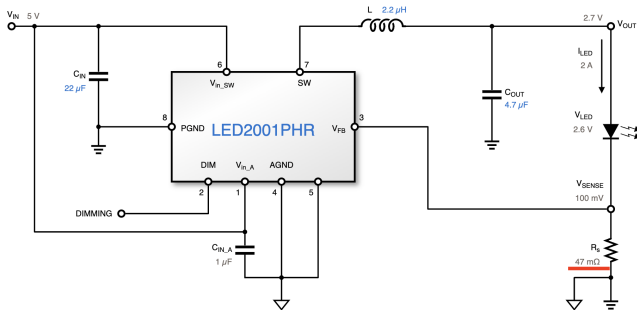 L 2.2 µH
V_IN 5 V
2.7 V V_OUT
6 7
V_in_SW SW
I_LED
2 A
C_IN
22 µF
C_OUT
4.7 µF
8 PGND LED2001PHR V_FB 3
V_LED
2.6 V
DIM V_in_A AGND
2 1 4 5
V_SENSE
100 mV
DIMMING
C_IN_A
1 µF
R_s
47 mΩ